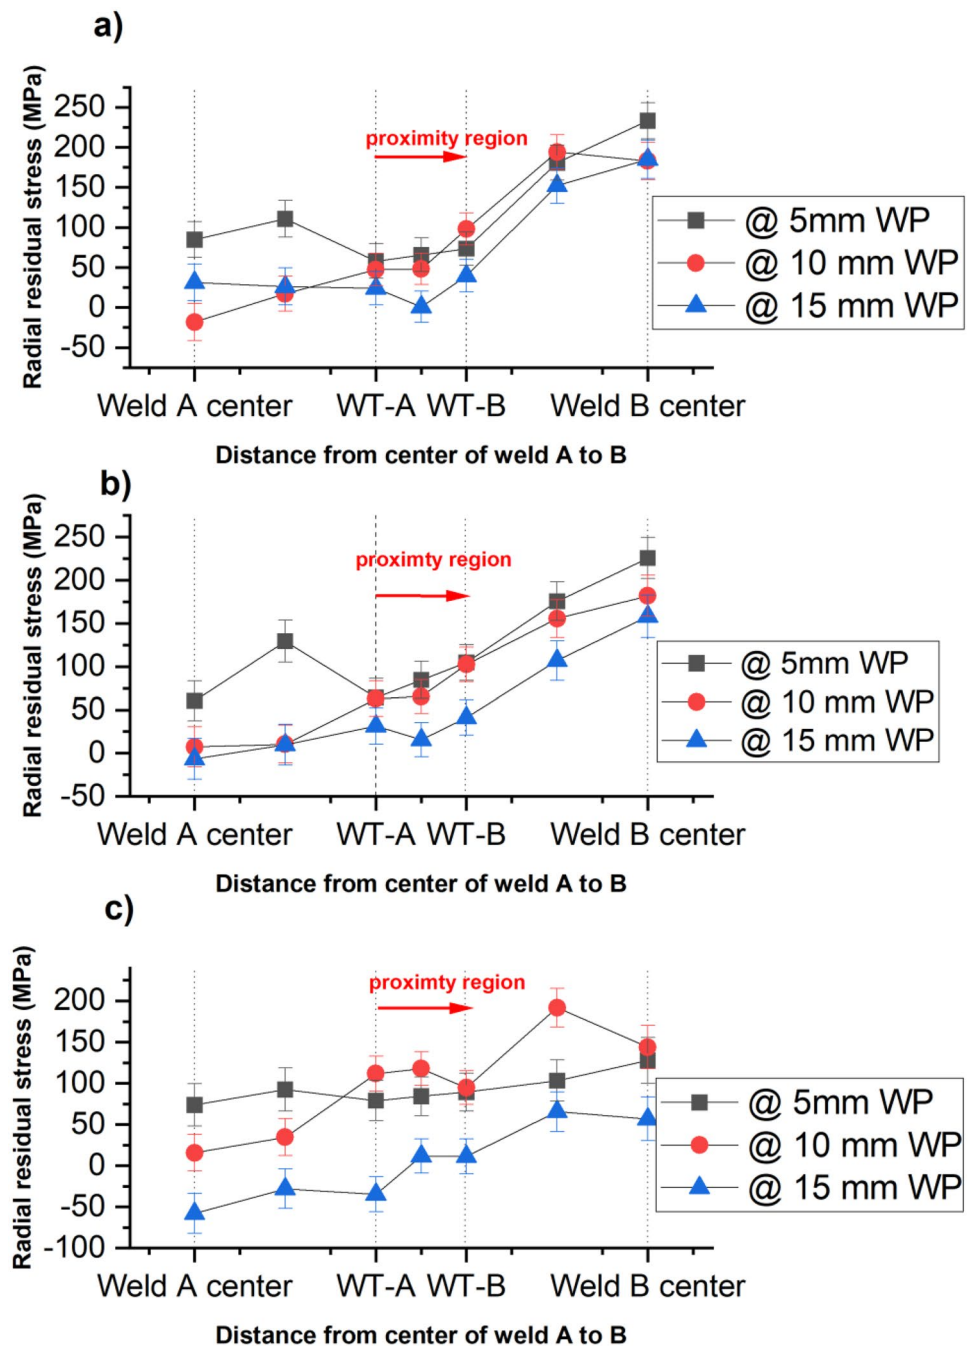 a)
Radial residual stress (MPa)
250
200
150
100
50
0
-50
proximity region
@ 5mm WP
@ 10 mm WP
@ 15 mm WP
Weld A center WT-A WT-B Weld B center
Distance from center of weld A to B
b)
Radial residual stress (MPa)
250
200
150
100
50
0
-50
proximty region
@ 5mm WP
@ 10 mm WP
@ 15 mm WP
Weld A center WT-A WT-B Weld B center
Distance from center of weld A to B
c)
Radial residual stress (MPa)
200
150
100
50
0
-50
-100
proximty region
@ 5mm WP
@ 10 mm WP
@ 15 mm WP
Weld A center WT-A WT-B Weld B center
Distance from center of weld A to B